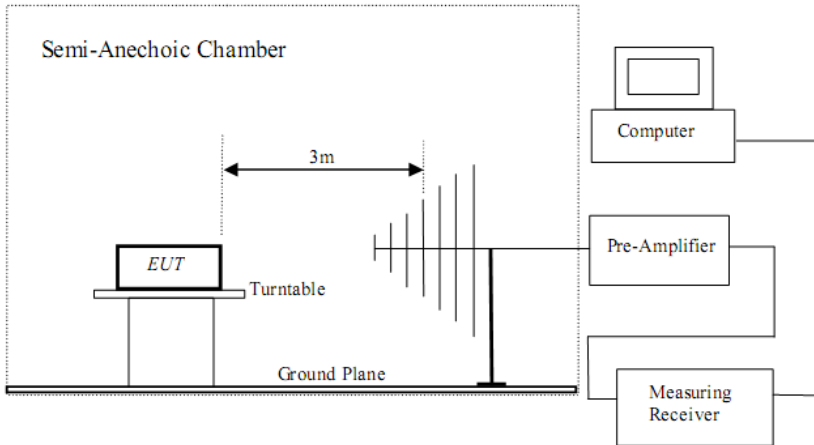 Semi-Anechoic Chamber
Computer
3m
Pre-Amplifier
EUT
Turntable
Ground Plane
Measuring
Receiver